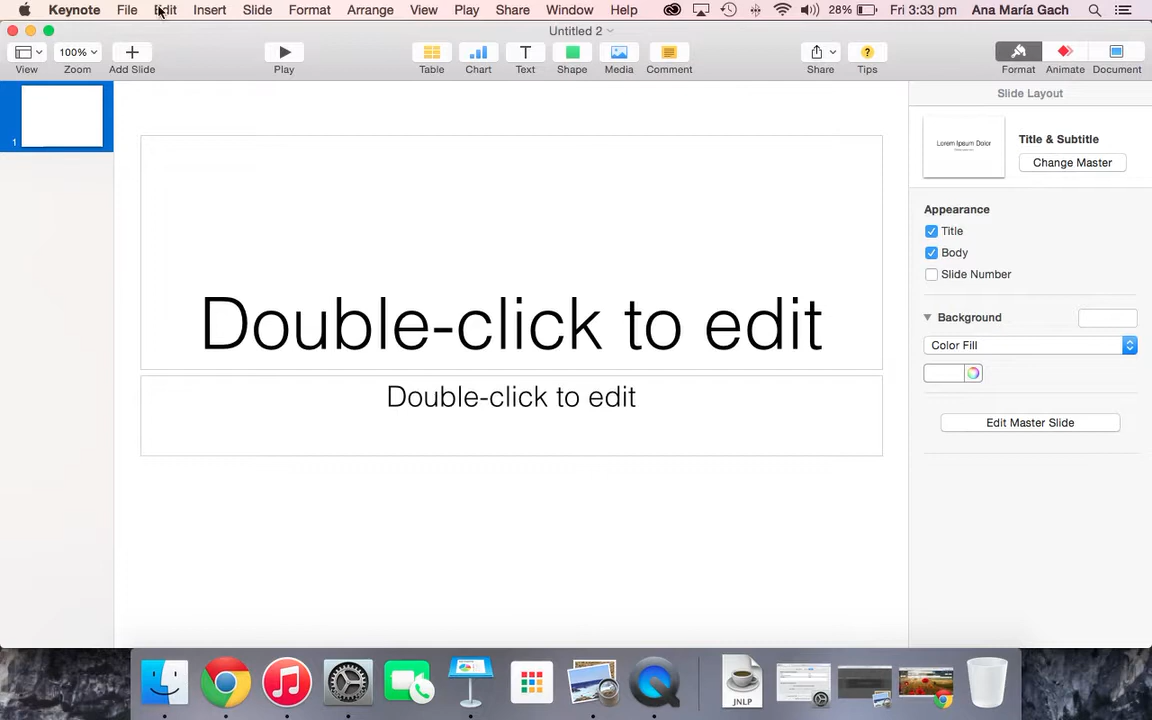 Keynote File Edit Insert Slide Format Arrange View Play Share Window Help 28% Fri 3:33 pm Ana María Gach
Untitled 2
100%
View Zoom Add Slide Play Table Chart Text Shape Media Comment Share Tips Format Animate Document
Slide Layout
1
Lorem Ipsum Dolor
Title & Subtitle
Change Master
Appearance
Title
Body
Slide Number
Background
Color Fill
Edit Master Slide
Double-click to edit
Double-click to edit
JNLP